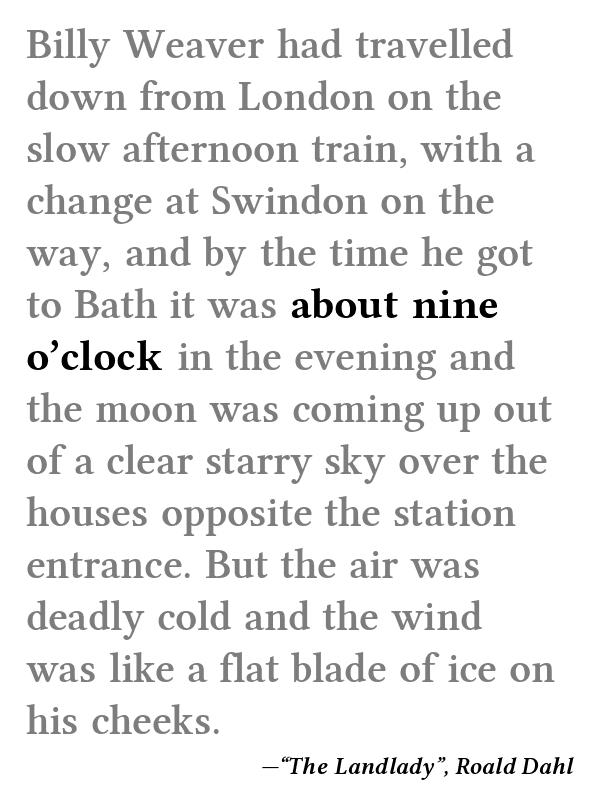 Billy Weaver had travelled
down from London on the
slow afternoon train, with a
change at Swindon on the
way, and by the time he got
to Bath it was about nine
o’clock in the evening and
the moon was coming up out
of a clear starry sky over the
houses opposite the station
entrance. But the air was
deadly cold and the wind
was like a flat blade of ice on
his cheeks.
—“The Landlady”, Roald Dahl